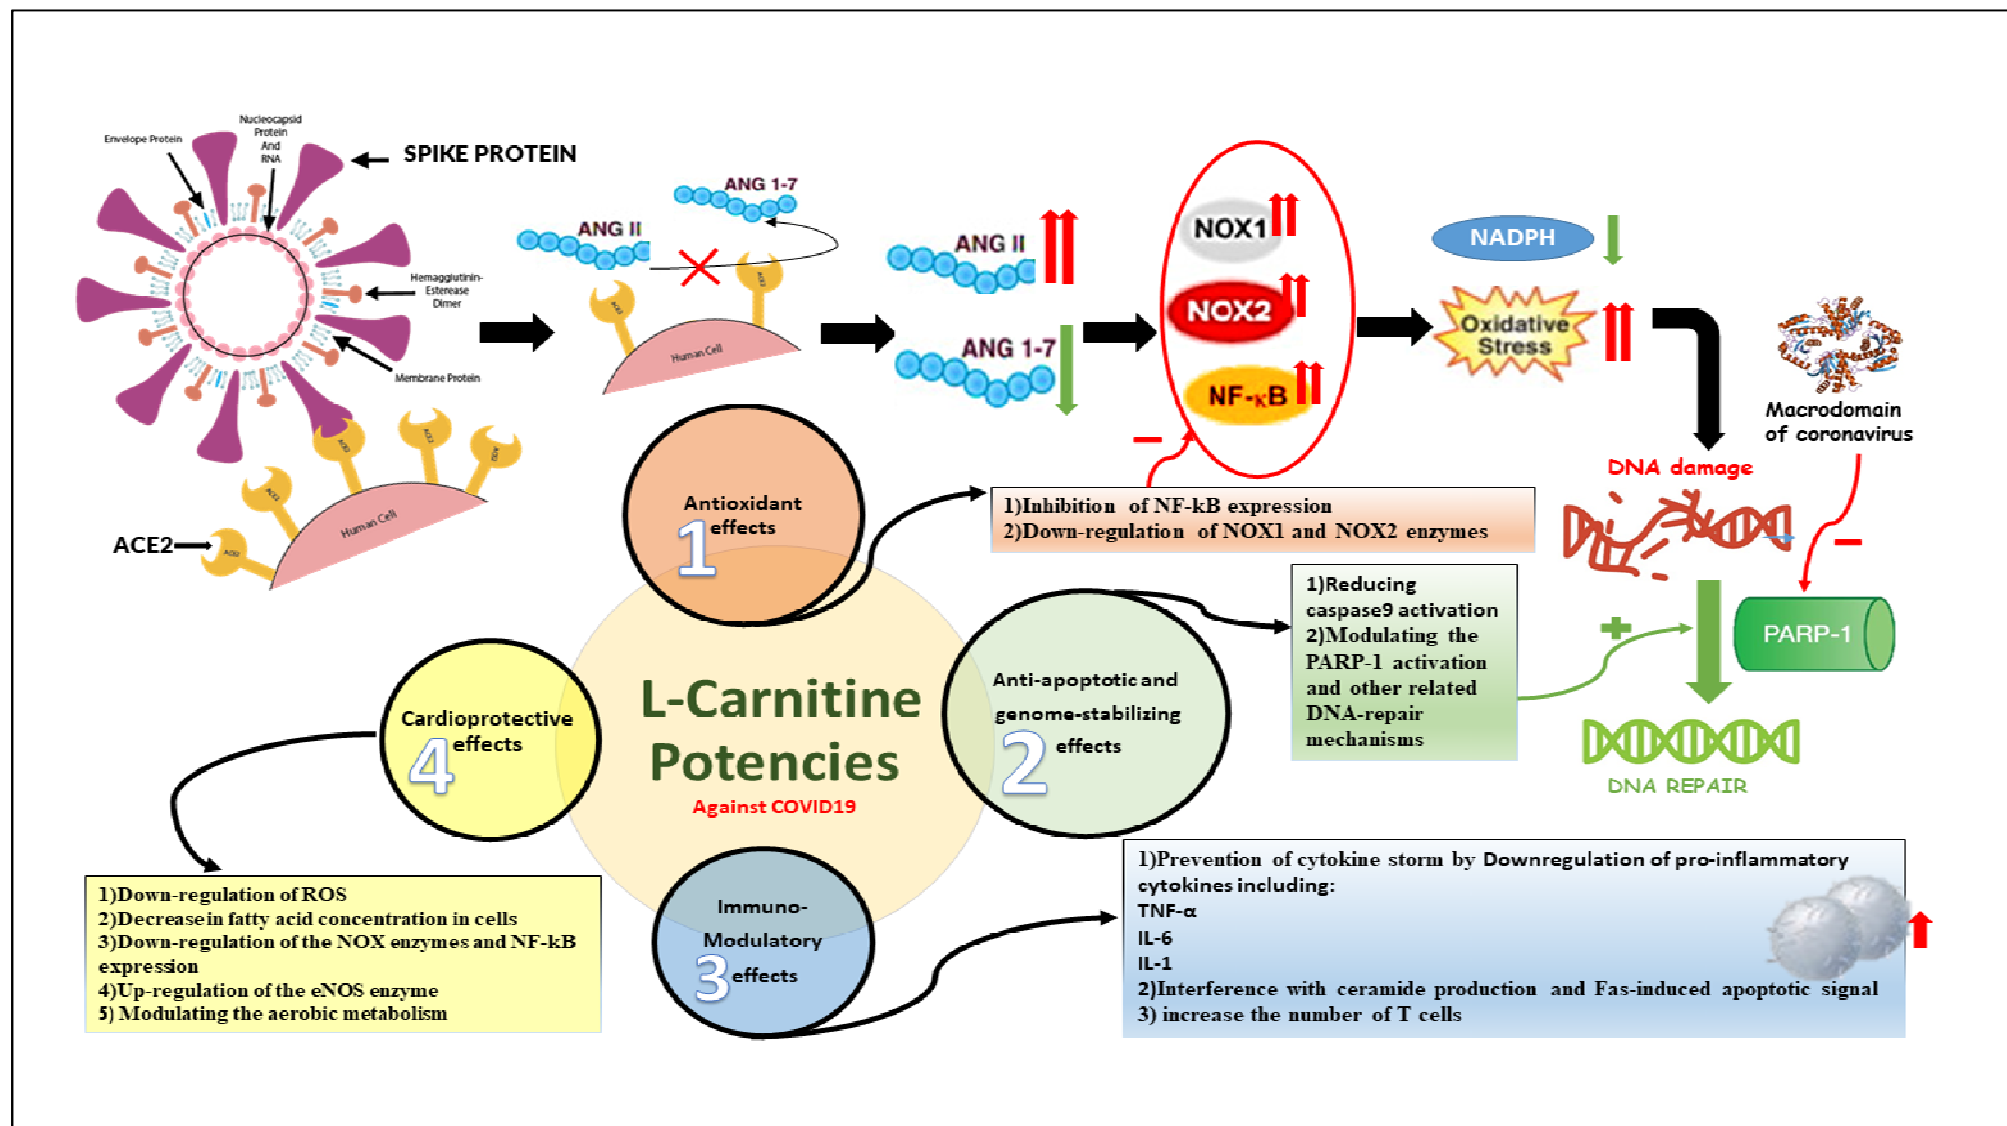 Envelope Protein
Nucleocapsid
Protein
And
RNA
SPIKE PROTEIN
Hemagglutinin-
Esterease
Dimer
Membrane Protein
ACE2
ACE2
ACE2
ACE2
ACE2
ACE2
Human Cell
ANG II
ANG 1-7
ACE2
ACE2
Human Cell
ANG II
ANG 1-7
NOX1
NOX2
NF-κB
NADPH
Oxidative
Stress
Macrodomain
of coronavirus
DNA damage
PARP-1
DNA REPAIR
Antioxidant
effects
1
1)Inhibition of NF-kB expression
2)Down-regulation of NOX1 and NOX2 enzymes
Anti-apoptotic and
genome-stabilizing
effects
2
1)Reducing
caspase9 activation
2)Modulating the
PARP-1 activation
and other related
DNA-repair
mechanisms
L-Carnitine
Potencies
Against COVID19
Cardioprotective
effects
4
1)Down-regulation of ROS
2)Decrease in fatty acid concentration in cells
3)Down-regulation of the NOX enzymes and NF-kB
expression
4)Up-regulation of the eNOS enzyme
5) Modulating the aerobic metabolism
Immuno-
Modulatory
effects
3
1)Prevention of cytokine storm by Downregulation of pro-inflammatory
cytokines including:
TNF-α
IL-6
IL-1
2)Interference with ceramide production and Fas-induced apoptotic signal
3) increase the number of T cells